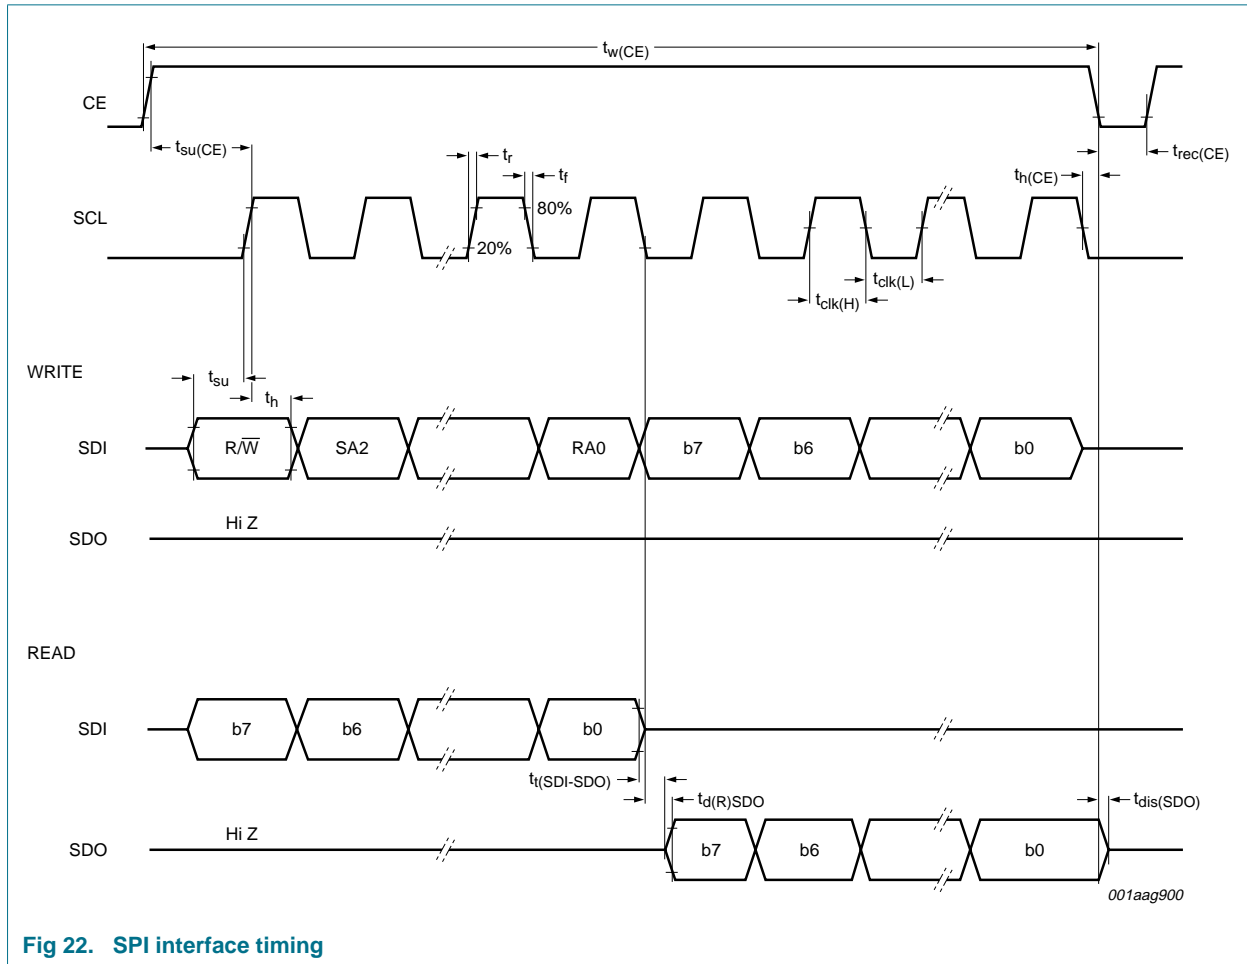 tw(CE)
CE
tsu(CE)
tr
tf
trec(CE)
th(CE)
80%
SCL
20%
tclk(L)
tclk(H)
WRITE
tsu
th
SDI R/W̅ SA2 RA0 b7 b6 b0
Hi Z
SDO
READ
SDI b7 b6 b0
tt(SDI-SDO)
td(R)SDO
tdis(SDO)
Hi Z
SDO b7 b6 b0
001aag900
Fig 22. SPI interface timing